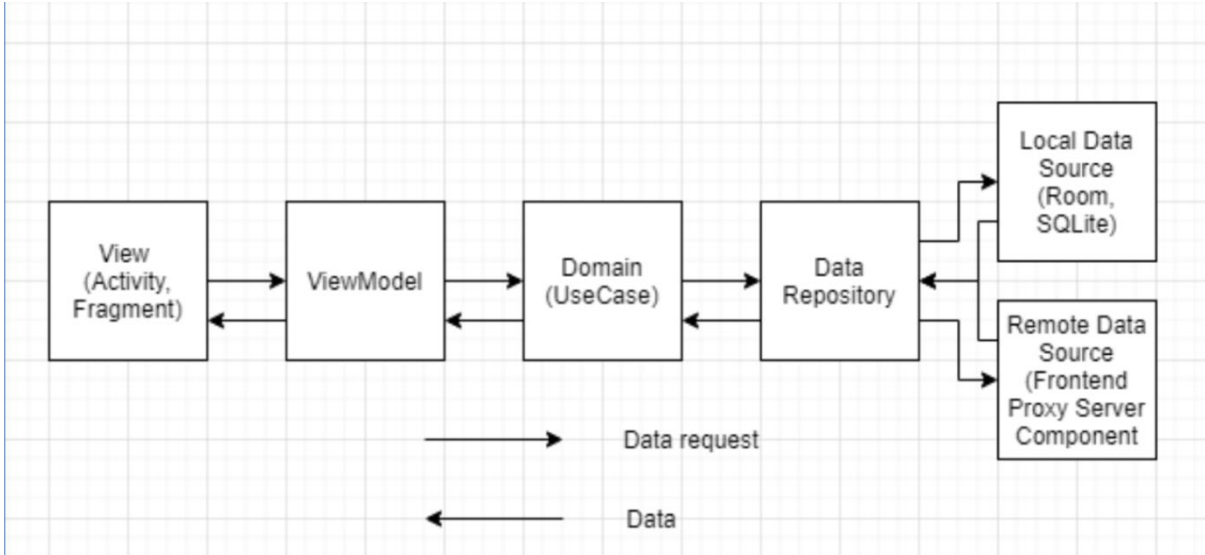 View
(Activity,
Fragment)
ViewModel
Domain
(UseCase)
Data
Repository
Local Data
Source
(Room,
SQLite)
Remote Data
Source
(Frontend
Proxy Server
Component
Data request
Data